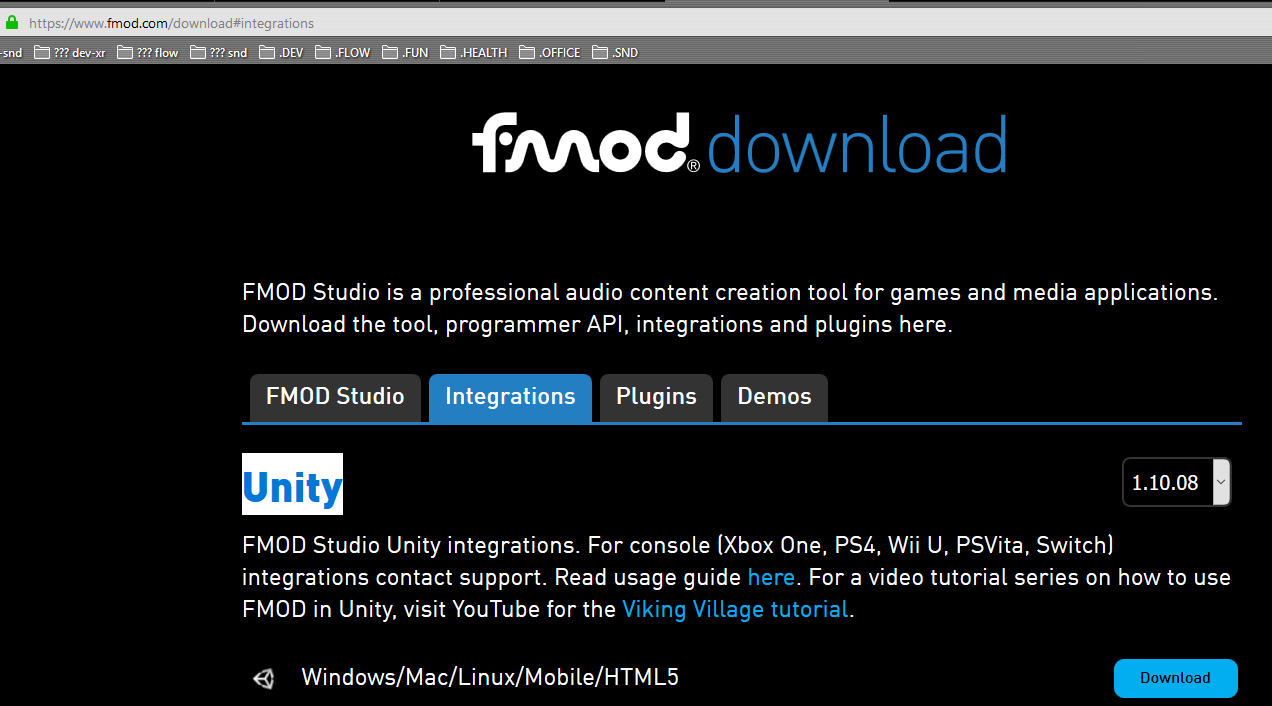 https://www.fmod.com/download#integrations
-snd ??? dev-xr ??? flow ??? snd .DEV .FLOW .FUN .HEALTH .OFFICE .SND
fmod® download
FMOD Studio is a professional audio content creation tool for games and media applications.
Download the tool, programmer API, integrations and plugins here.
FMOD Studio Integrations Plugins Demos
Unity 1.10.08
FMOD Studio Unity integrations. For console (Xbox One, PS4, Wii U, PSVita, Switch)
integrations contact support. Read usage guide here. For a video tutorial series on how to use
FMOD in Unity, visit YouTube for the Viking Village tutorial.
Windows/Mac/Linux/Mobile/HTML5 Download